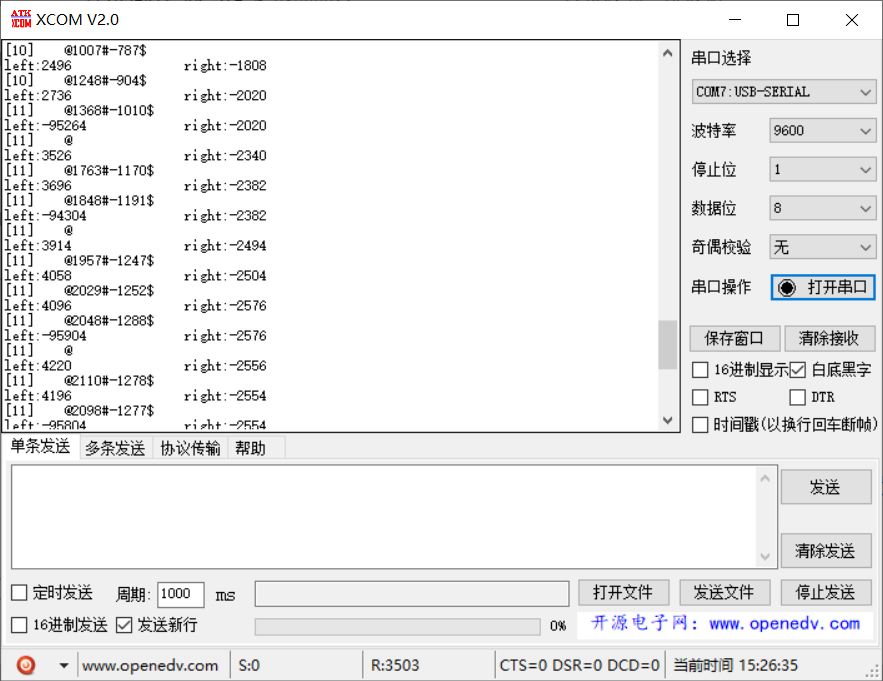 ATK XCOM XCOM V2.0
[10] @1007#-787$
left:2496 right:-1808
[10] @1248#-904$
left:2736 right:-2020
[11] @1368#-1010$
left:-95264 right:-2020
[11] @
left:3526 right:-2340
[11] @1763#-1170$
left:3696 right:-2382
[11] @1848#-1191$
left:-94304 right:-2382
[11] @
left:3914 right:-2494
[11] @1957#-1247$
left:4058 right:-2504
[11] @2029#-1252$
left:4096 right:-2576
[11] @2048#-1288$
left:-95904 right:-2576
[11] @
left:4220 right:-2556
[11] @2110#-1278$
left:4196 right:-2554
[11] @2098#-1277$
left:-95804 right:-2554
串口选择
COM7:USB-SERIAL
波特率 9600
停止位 1
数据位 8
奇偶校验 无
串口操作 打开串口
保存窗口 清除接收
16进制显示 白底黑字
RTS DTR
时间戳(以换行回车断帧)
单条发送 多条发送 协议传输 帮助
发送
清除发送
定时发送 周期: 1000 ms 打开文件 发送文件 停止发送
16进制发送 发送新行 0% 开源电子网：www.openedv.com
www.openedv.com S:0 R:3503 CTS=0 DSR=0 DCD=0 当前时间 15:26:35